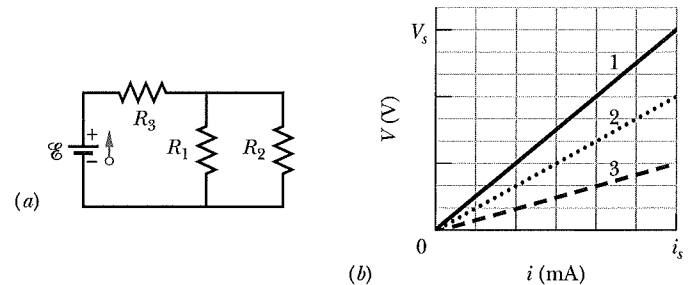 R₃
ℰ
+
−
R₁
R₂
(a)
Vₛ
V (V)
1
2
3
0
iₛ
i (mA)
(b)